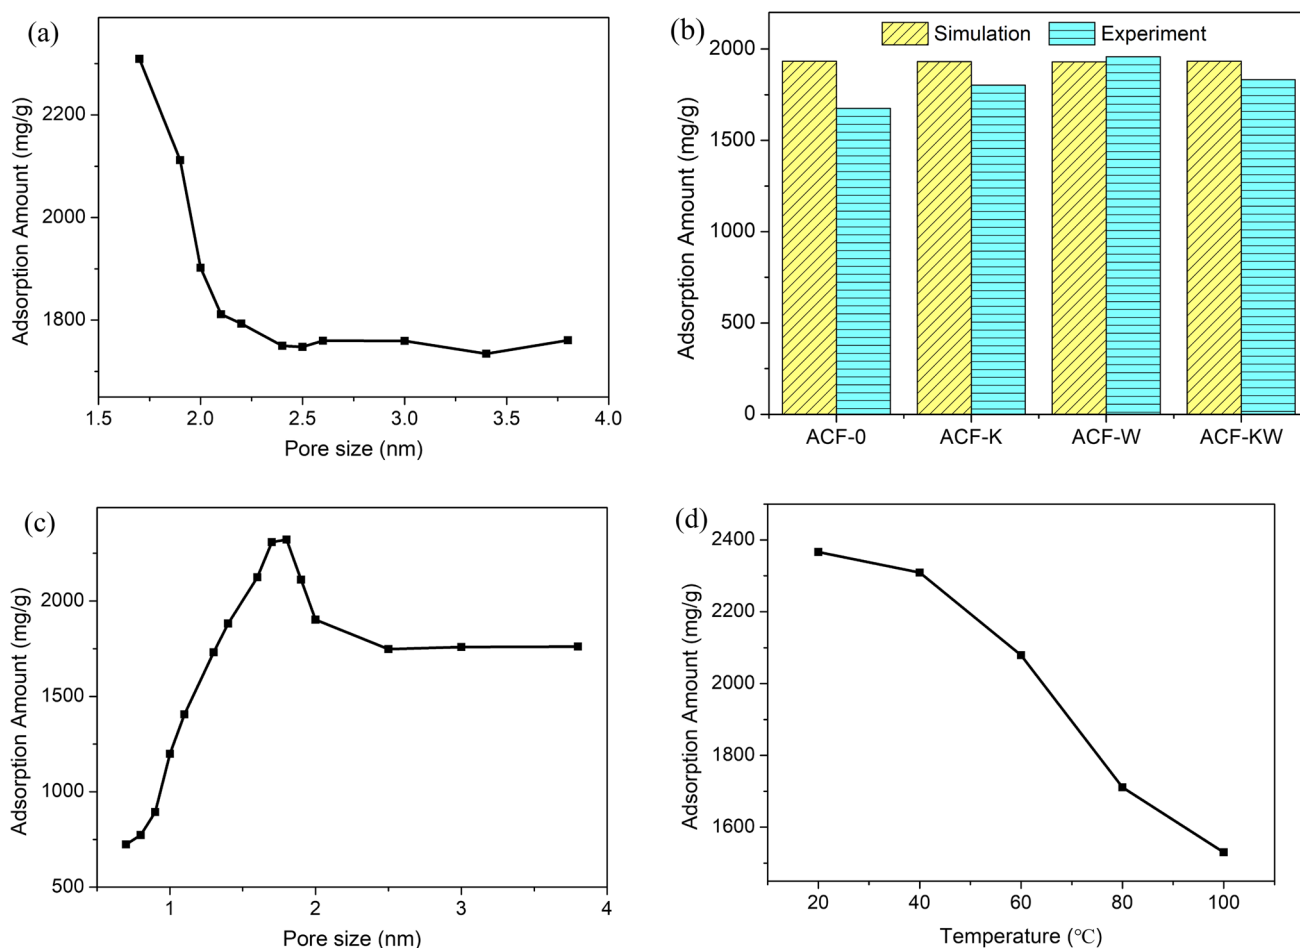 (a)
Adsorption Amount (mg/g)
2200
2000
1800
1.5 2.0 2.5 3.0 3.5 4.0
Pore size (nm)
(b)
Simulation Experiment
Adsorption Amount (mg/g)
2000
1500
1000
500
0
ACF-0 ACF-K ACF-W ACF-KW
(c)
Adsorption Amount (mg/g)
2000
1500
1000
500
1 2 3 4
Pore size (nm)
(d)
Adsorption Amount (mg/g)
2400
2200
2000
1800
1600
20 40 60 80 100
Temperature (℃)